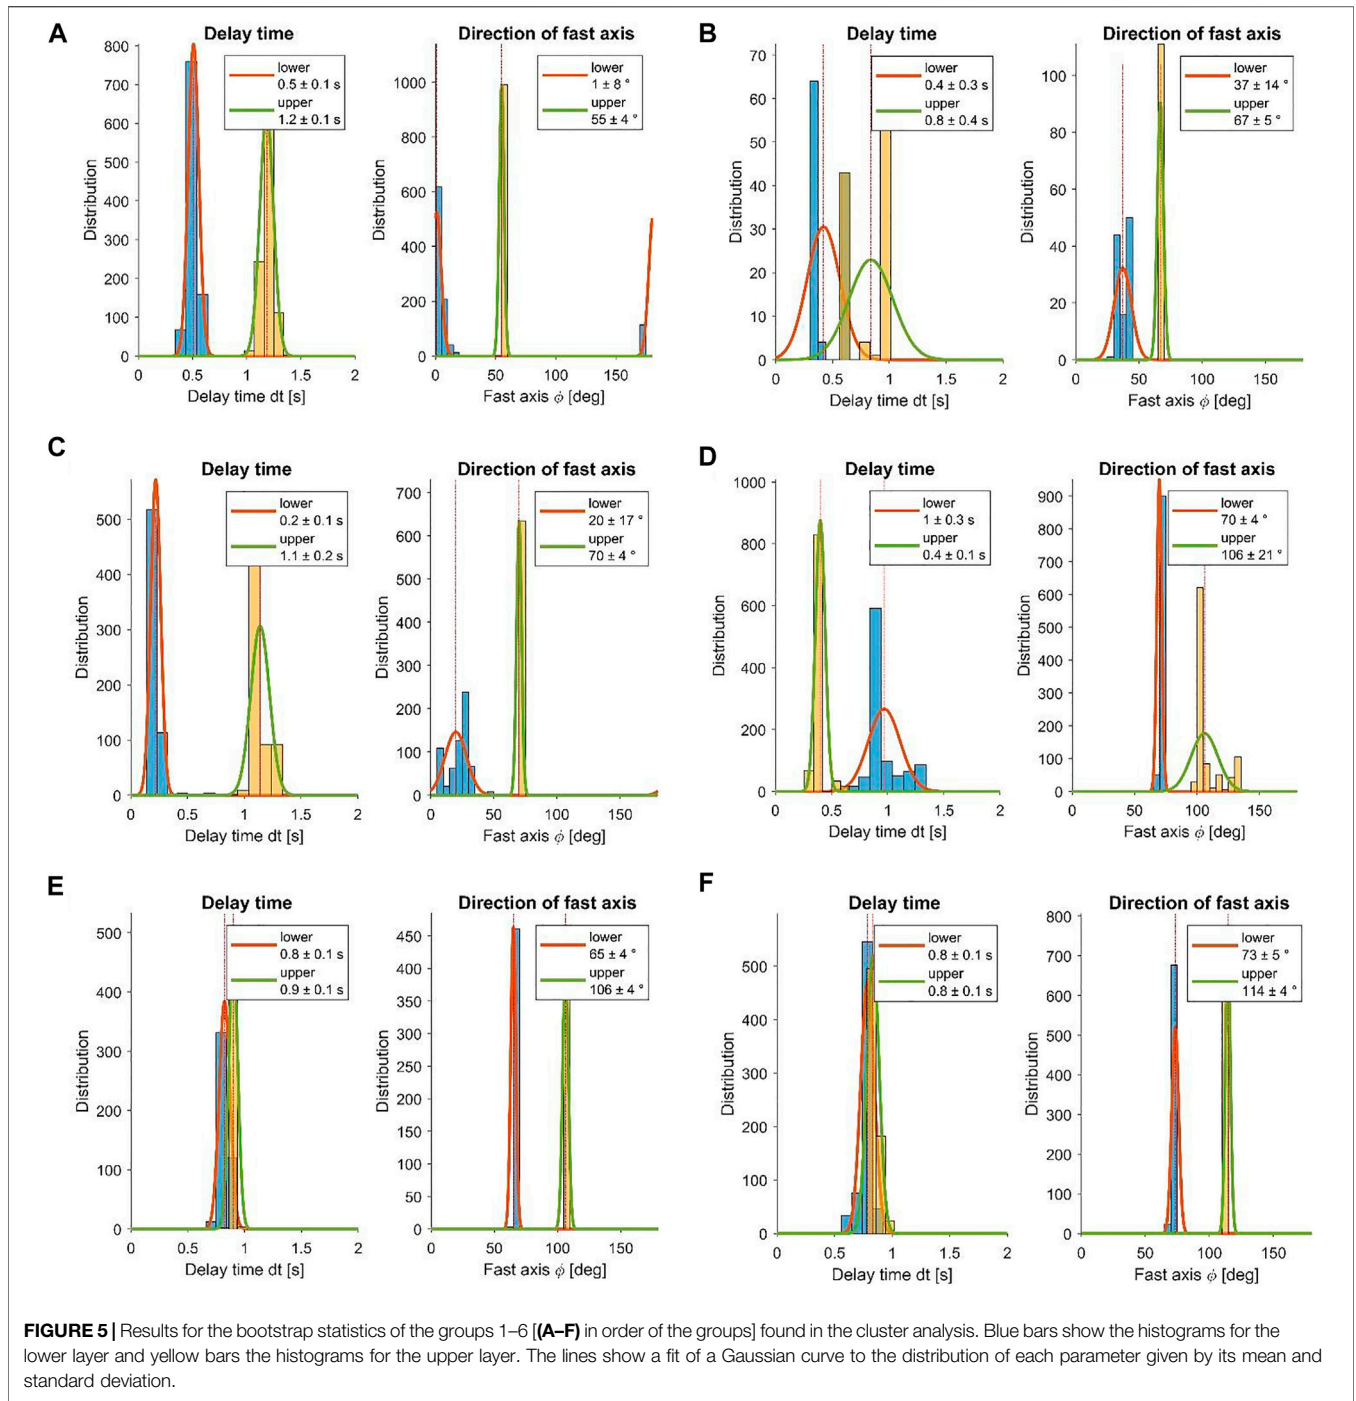 A
Delay time
800
700
600
500
400
300
200
100
0
Distribution
lower
0.5 ± 0.1 s
upper
1.2 ± 0.1 s
0 0.5 1 1.5 2
Delay time dt [s]
Direction of fast axis
1000
800
600
400
200
0
Distribution
lower
1 ± 8 °
upper
55 ± 4 °
0 50 100 150
Fast axis ϕ [deg]
B
Delay time
70
60
50
40
30
20
10
0
Distribution
lower
0.4 ± 0.3 s
upper
0.8 ± 0.4 s
0 0.5 1 1.5 2
Delay time dt [s]
Direction of fast axis
100
80
60
40
20
0
Distribution
lower
37 ± 14 °
upper
67 ± 5 °
0 50 100 150
Fast axis ϕ [deg]
C
Delay time
500
400
300
200
100
0
Distribution
lower
0.2 ± 0.1 s
upper
1.1 ± 0.2 s
0 0.5 1 1.5 2
Delay time dt [s]
Direction of fast axis
700
600
500
400
300
200
100
0
Distribution
lower
20 ± 17 °
upper
70 ± 4 °
0 50 100 150
Fast axis ϕ [deg]
D
Delay time
1000
800
600
400
200
0
Distribution
lower
1 ± 0.3 s
upper
0.4 ± 0.1 s
0 0.5 1 1.5 2
Delay time dt [s]
Direction of fast axis
900
800
700
600
500
400
300
200
100
0
Distribution
lower
70 ± 4 °
upper
106 ± 21 °
0 50 100 150
Fast axis ϕ [deg]
E
Delay time
500
400
300
200
100
0
Distribution
lower
0.8 ± 0.1 s
upper
0.9 ± 0.1 s
0 0.5 1 1.5 2
Delay time dt [s]
Direction of fast axis
450
400
350
300
250
200
150
100
50
0
Distribution
lower
65 ± 4 °
upper
106 ± 4 °
0 50 100 150
Fast axis ϕ [deg]
F
Delay time
500
400
300
200
100
0
Distribution
lower
0.8 ± 0.1 s
upper
0.8 ± 0.1 s
0 0.5 1 1.5 2
Delay time dt [s]
Direction of fast axis
800
700
600
500
400
300
200
100
0
Distribution
lower
73 ± 5 °
upper
114 ± 4 °
0 50 100 150
Fast axis ϕ [deg]
FIGURE 5 | Results for the bootstrap statistics of the groups 1–6 [(A–F) in order of the groups] found in the cluster analysis. Blue bars show the histograms for the
lower layer and yellow bars the histograms for the upper layer. The lines show a fit of a Gaussian curve to the distribution of each parameter given by its mean and
standard deviation.